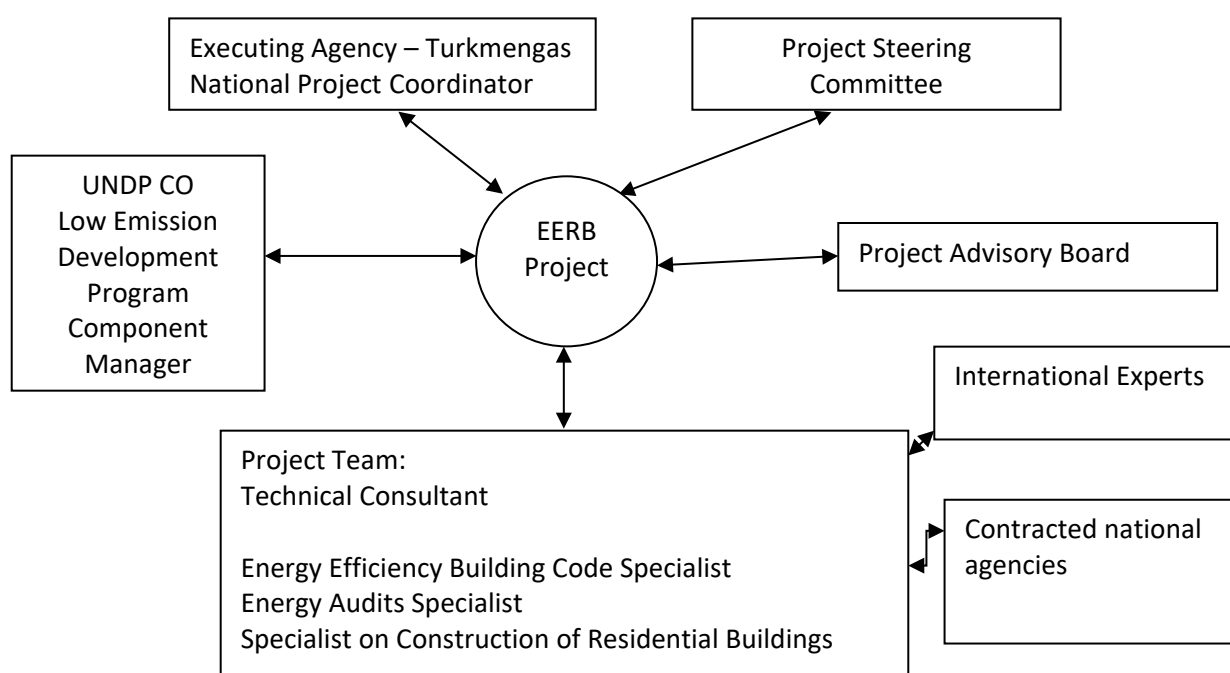 Executing Agency – Turkmengas
National Project Coordinator
Project Steering
Committee
UNDP CO
Low Emission
Development
Program
Component
Manager
EERB
Project
Project Advisory Board
International Experts
Project Team:
Technical Consultant
Energy Efficiency Building Code Specialist
Energy Audits Specialist
Specialist on Construction of Residential Buildings
Contracted national
agencies